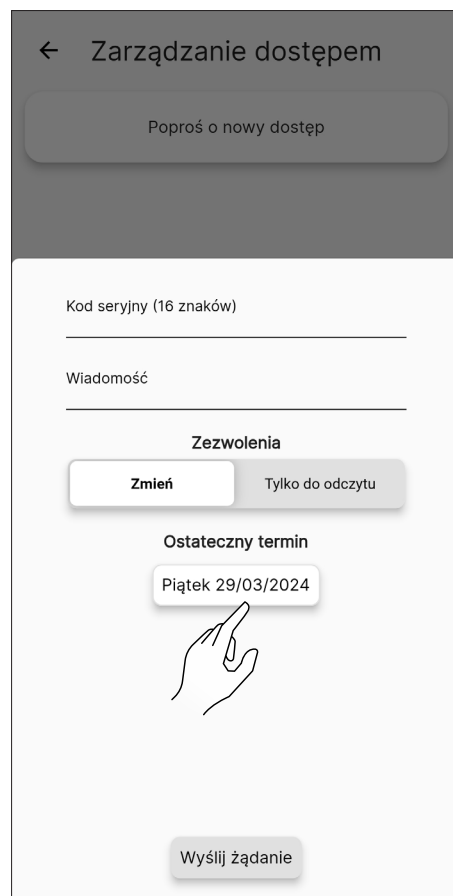 Zarządzanie dostępem
Poproś o nowy dostęp
Kod seryjny (16 znaków)
Wiadomość
Zezwolenia
Zmień
Tylko do odczytu
Ostateczny termin
Piątek 29/03/2024
Wyślij żądanie